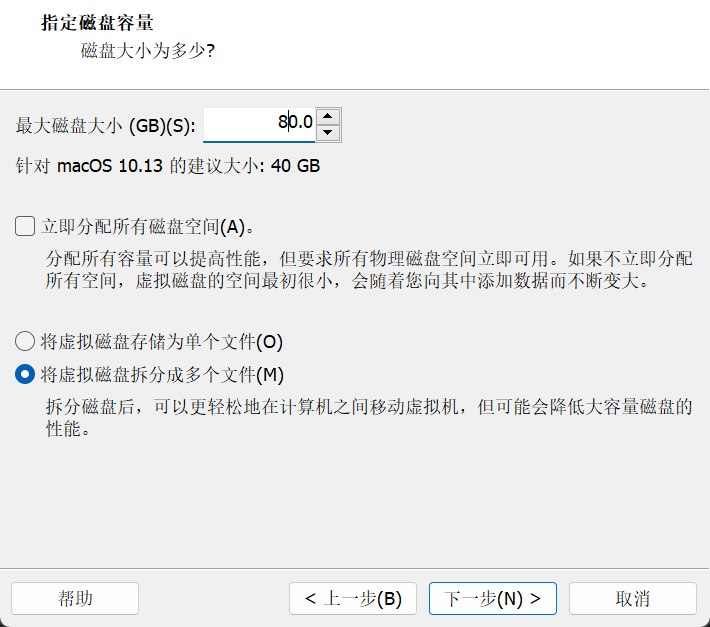 指定磁盘容量
磁盘大小为多少?
最大磁盘大小 (GB)(S): 80.0
针对 macOS 10.13 的建议大小: 40 GB
立即分配所有磁盘空间(A)。
分配所有容量可以提高性能，但要求所有物理磁盘空间立即可用。如果不立即分配
所有空间，虚拟磁盘的空间最初很小，会随着您向其中添加数据而不断变大。
将虚拟磁盘存储为单个文件(O)
将虚拟磁盘拆分成多个文件(M)
拆分磁盘后，可以更轻松地在计算机之间移动虚拟机，但可能会降低大容量磁盘的
性能。
帮助 < 上一步(B) 下一步(N) > 取消